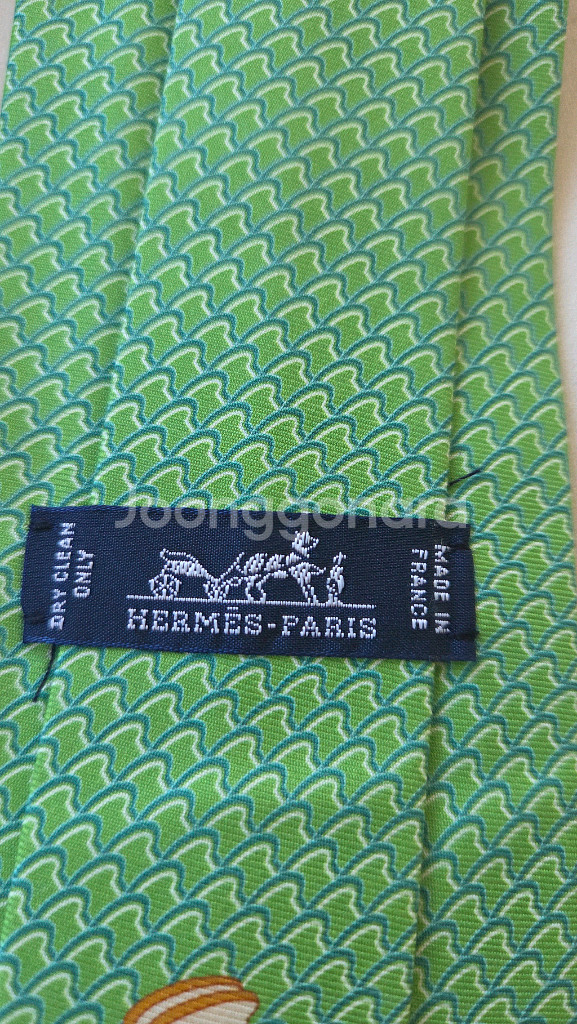 Joonggonara
DRY CLEAN
ONLY
HERMÈS-PARIS
MADE IN
FRANCE